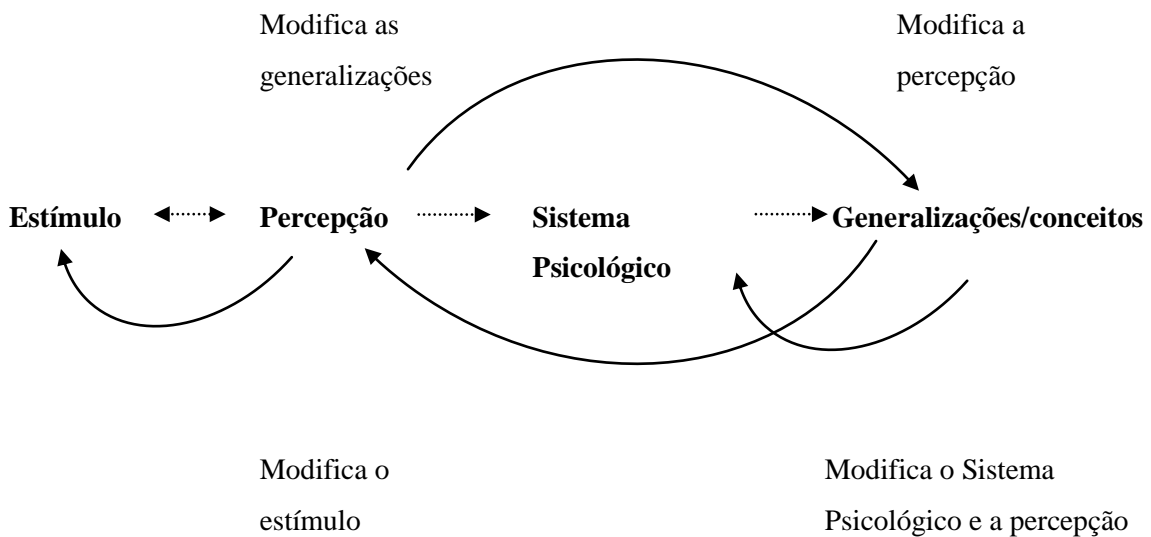 Modifica as
generalizações
Modifica a
percepção
Estímulo
Percepção
Sistema
Psicológico
Generalizações/conceitos
Modifica o
estímulo
Modifica o Sistema
Psicológico e a percepção